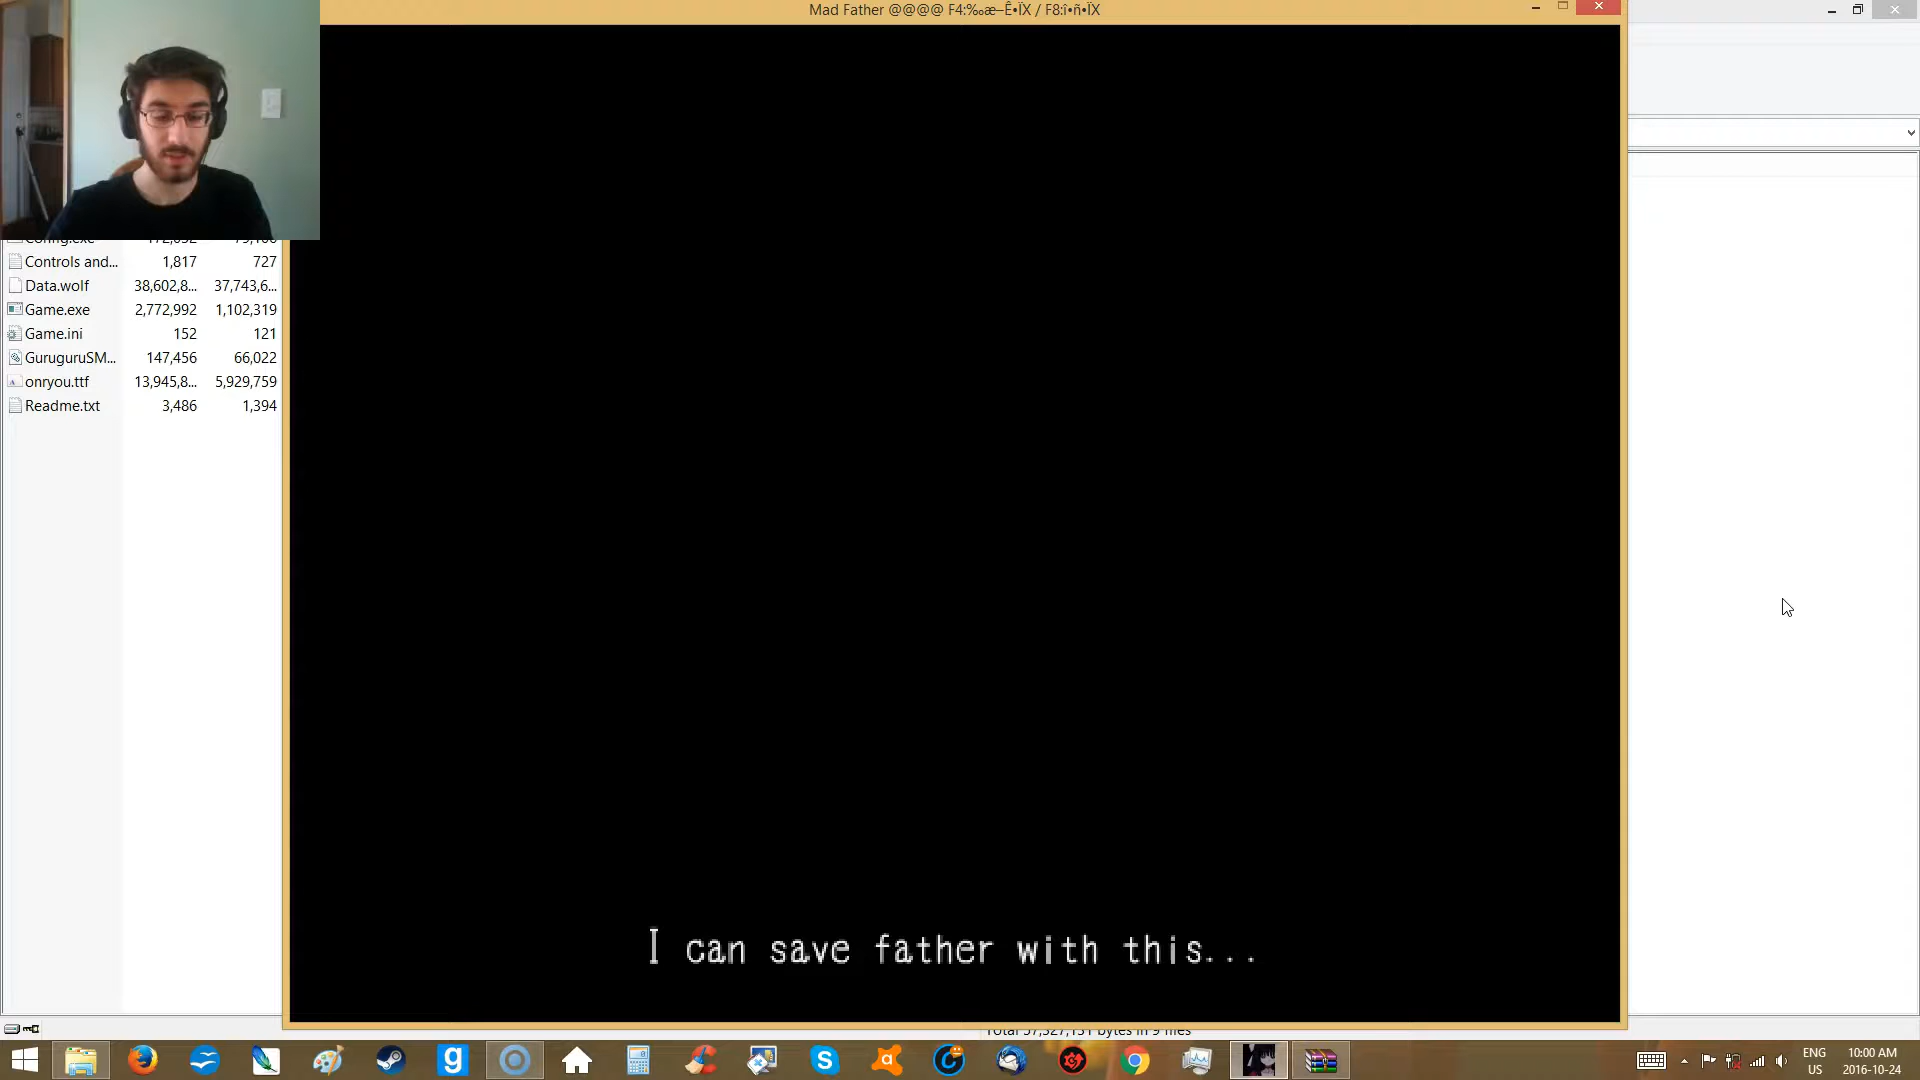 Mad Father @@@@ F4:‰æ–Ê•ÏX / F8:î•ñ•ÏX
Controls and... 1,817 727
Data.wolf 38,602,8... 37,743,6...
Game.exe 2,772,992 1,102,319
Game.ini 152 121
GuruguruSM... 147,456 66,022
onryou.ttf 13,945,8... 5,929,759
Readme.txt 3,486 1,394
I can save father with this...
ENG
US
10:00 AM
2016-10-24